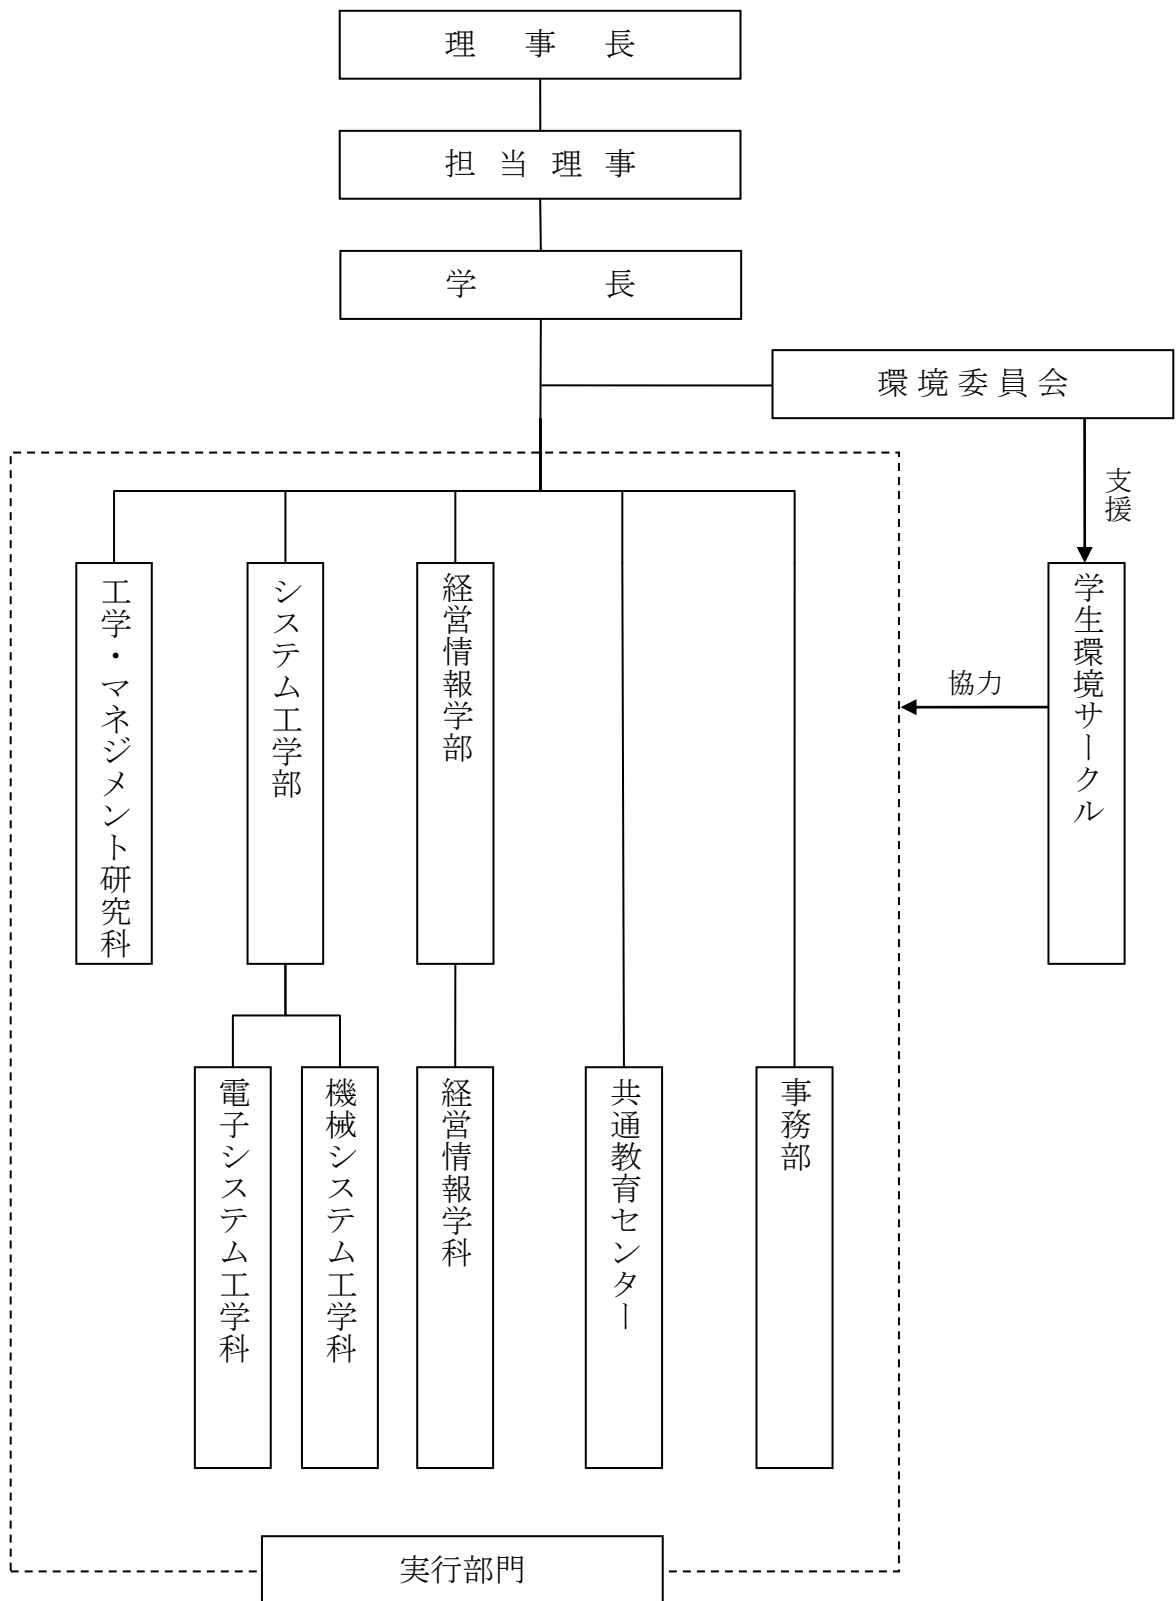 理事長
担当理事
学長
環境委員会
支援
工学・マネジメント研究科
システム工学部
経営情報学部
学生環境サークル
協力
電子システム工学科
機械システム工学科
経営情報学科
共通教育センター
事務部
実行部門